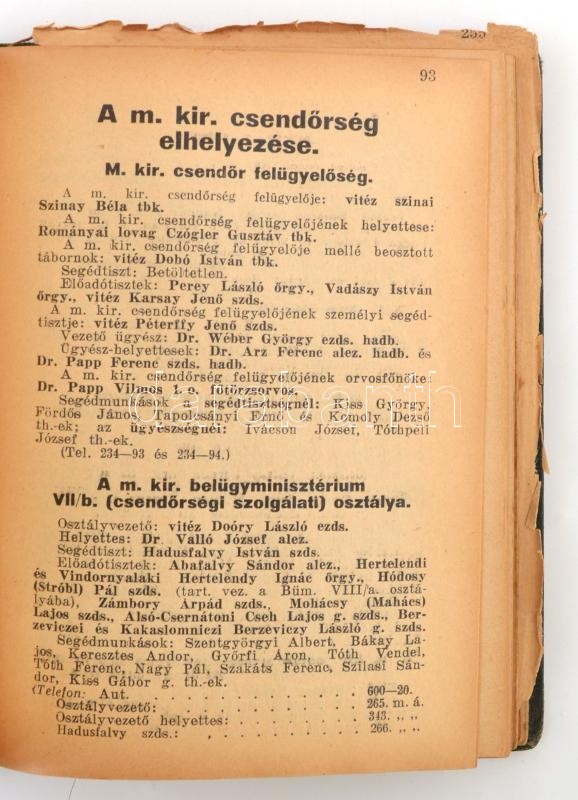 255
93
A m. kir. csendőrség
elhelyezése.
M. kir. csendőr felügyelőség.
A m. kir. csendőrség felügyelője: vitéz szinai
Szinay Béla tbk.
A m. kir. csendőrség felügyelőjének helyettese:
Rományai lovag Czógler Gusztáv tbk.
A m. kir. csendőrség felügyelője mellé beosztott
tábornok: vitéz Dobó István tbk.
Segédtiszt: Betöltetlen.
Előadótisztek: Perey László őrgy., Vadászy István
őrgy., vitéz Karsay Jenő szds.
A m. kir. csendőrség felügyelőjének személyi segéd-
tisztje: vitéz Péterffy Jenő szds.
Vezető ügyész: Dr. Wéber György ezds. hadb.
Ügyész-helyettesek: Dr. Arz Ferenc alez. hadb. és
Dr. Papp Ferenc szds. hadb.
A m. kir. csendőrség felügyelőjének orvosfőnöke:
Dr. Papp Vilmos I. o. főtörzsorvos.
Segédmunkások a segédtisztségnél: Kiss György,
Fördős János, Tapolcsányi Ernő és Komoly Dezső
th.-ek; az ügyészségnél: Ivácson József, Tóthpéli
József th.-ek.
(Tel. 234—93 és 234—94.)
A m. kir. belügyminisztérium
VII/b. (csendőrségi szolgálati) osztálya.
Osztályvezető: vitéz Doóry László ezds.
Helyettes: Dr. Valló József alez.
Segédtiszt: Hadusfalvy István szds.
Előadótisztek: Abafalvy Sándor alez., Hertelendi
és Vindornyalaki Hertelendy Ignác őrgy., Hódosy
(Stróbl) Pál szds. (tart. vez. a Büm. VIII/a. osztá-
lyába), Zámbory Árpád szds., Mohácsy (Mahács)
Lajos szds., Alsó-Csernátoni Cseh Lajos g. szds., Ber-
zeviczei és Kakaslomniczi Berzeviczy László g. szds.
Segédmunkások: Szentgyörgyi Albert, Bákay La-
jos, Keresztes Andor, Győrfi Áron, Tóth Vendel,
Tóth Ferenc, Nagy Pál, Szakáts Ferenc, Szilasi Sán-
dor, Kiss Gábor g. th.-ek.
(Telefon: Aut. . . . . . . . . . . 600—20.
Osztályvezető: . . . . . . . . . 265. m. á.
Osztályvezető helyettes: . . . . . . 343. „ „
Hadusfalvy szds.: . . . . . . . . 266. „ „
darabanth